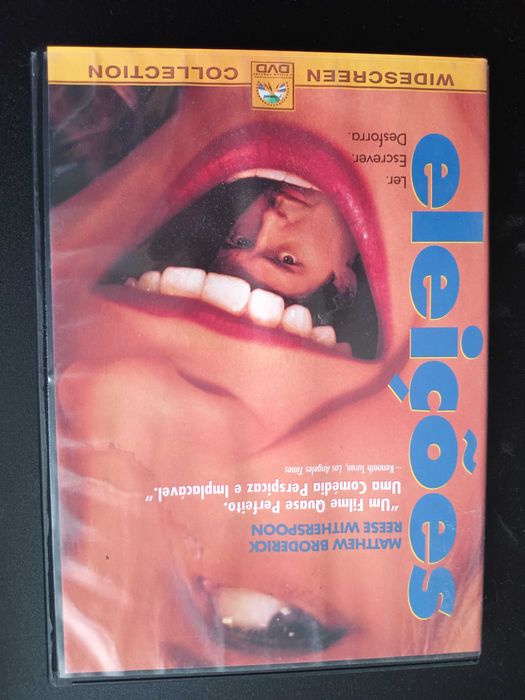 WIDESCREEN
DVD
COLLECTION
eleições
Ler.
Escrever.
Desforra.
MATTHEW BRODERICK
REESE WITHERSPOON
"Um Filme Quase Perfeito.
Uma Comédia Perspicaz e Implacável."
—Kenneth Turan, Los Angeles Times